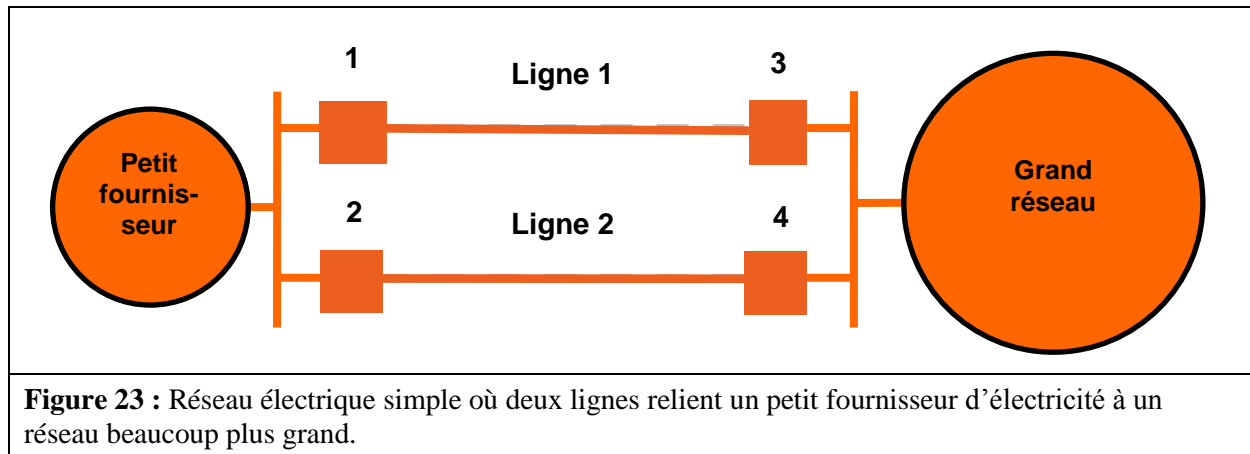 1
Ligne 1
3
Petit
fournis-
seur
Grand
réseau
2
Ligne 2
4
Figure 23 : Réseau électrique simple où deux lignes relient un petit fournisseur d’électricité à un
réseau beaucoup plus grand.